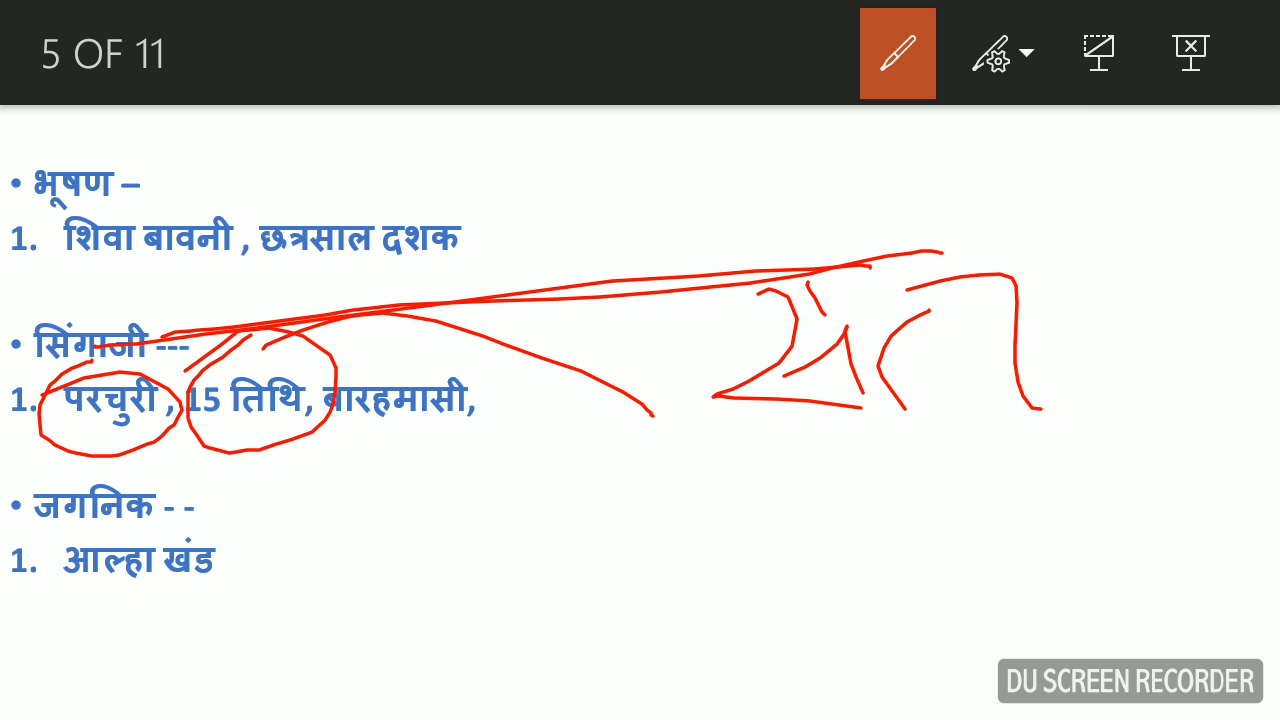 5 OF 11
• भूषण –
1. शिवा बावनी , छत्रसाल दशक
• सिंगाजी ---
1. परचुरी , 15 तिथि, बारहमासी,
• जगनिक - -
1. आल्हा खंड
DU SCREEN RECORDER